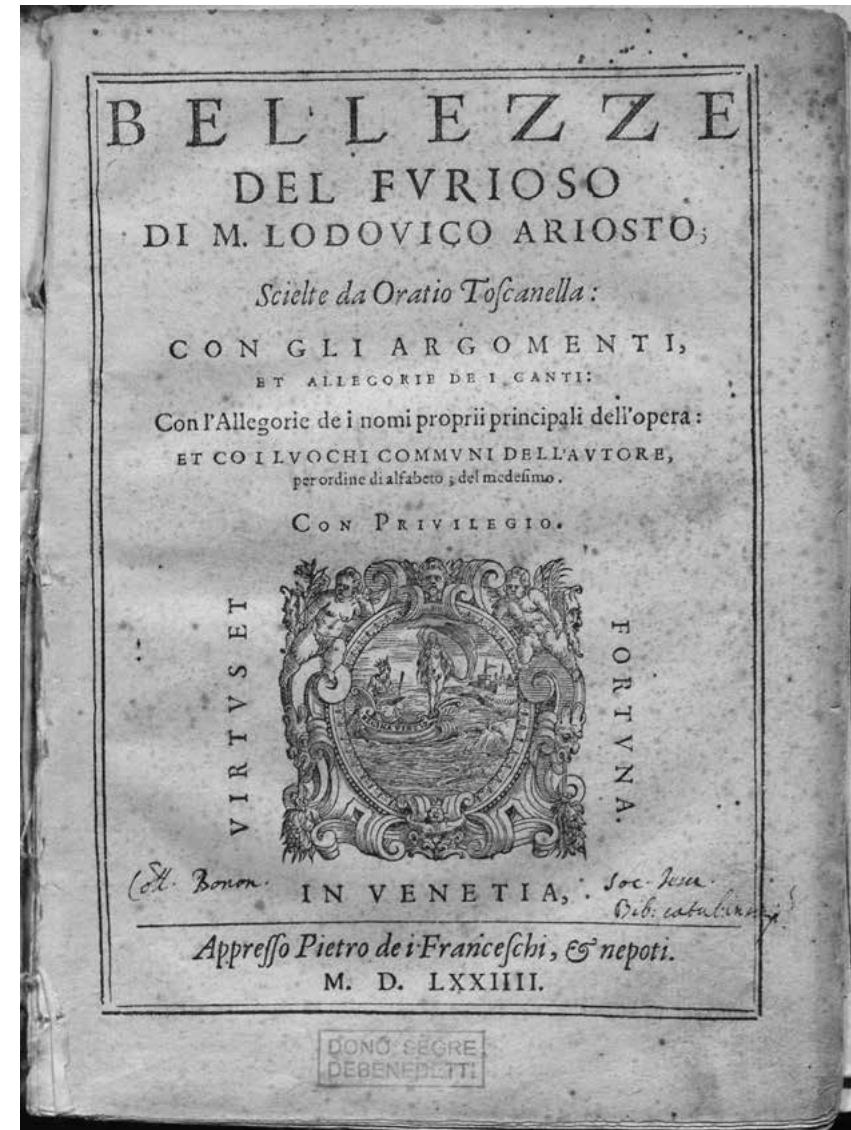 BELLEZZE
DEL FVRIOSO
DI M. LODOVICO ARIOSTO;
Scielte da Oratio Toſcanella:
CON GLI ARGOMENTI,
ET ALLEGORIE DE I CANTI:
Con l'Allegorie de i nomi proprii principali dell'opera:
ET CO I LVOCHI COMMVNI DELL'AVTORE,
per ordine di alfabeto; del medeſimo.
CON PRIVILEGIO.
VIRTVS ET
FORTVNA.
Coll. Bonon.
IN VENETIA,
Soc. Jesu.
Bib:
Appreſſo Pietro de i Franceſchi, & nepoti.
M. D. LXXIIII.
DONO SEGRE
DEBENEDETTI